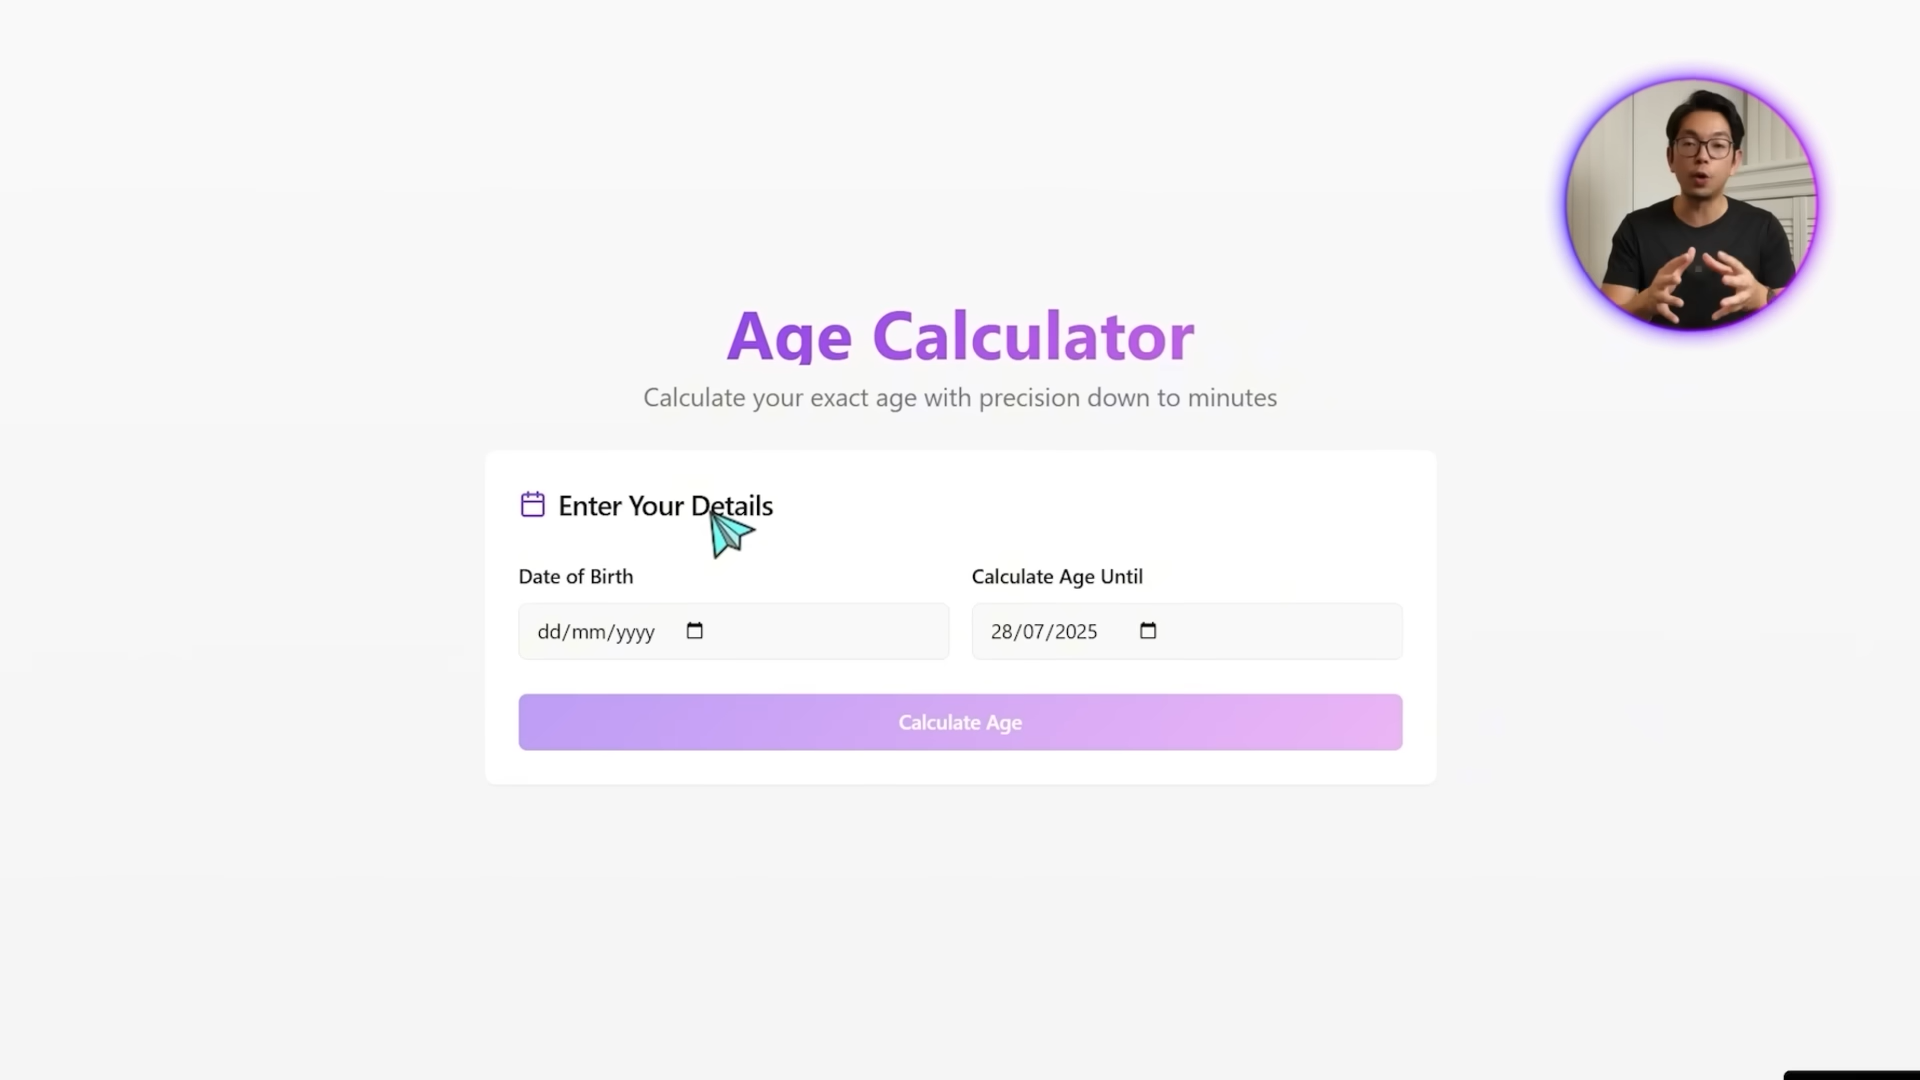 Age Calculator
Calculate your exact age with precision down to minutes
Enter Your Details
Date of Birth
Calculate Age Until
dd/mm/yyyy
28/07/2025
Calculate Age